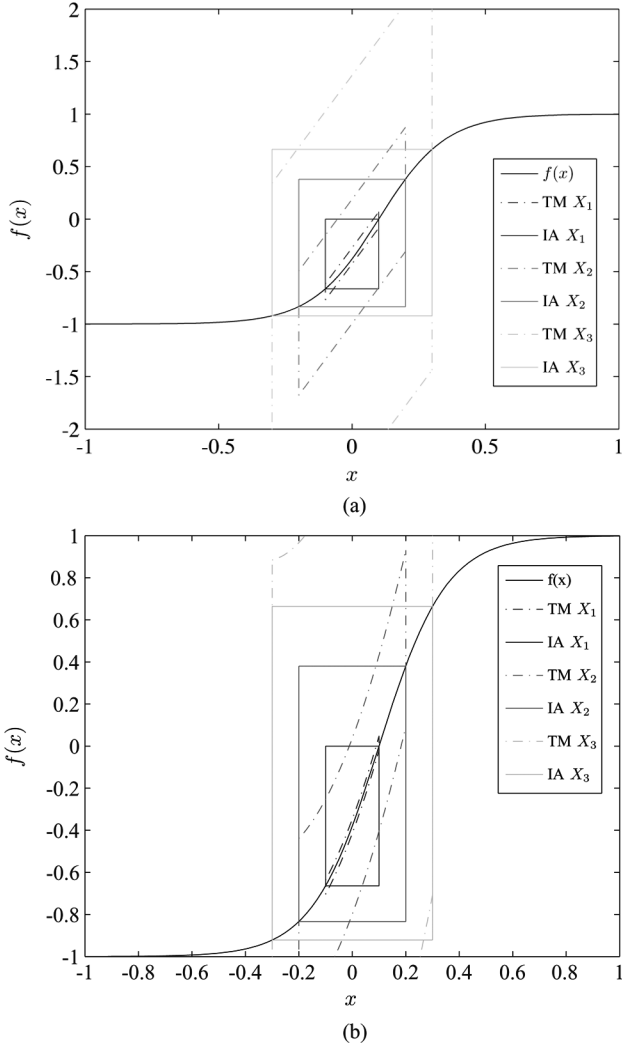 2
1.5
1
0.5
0
-0.5
-1
-1.5
-2
f(x)
f(x)
TM X₁
IA X₁
TM X₂
IA X₂
TM X₃
IA X₃
-1 -0.5 0 0.5 1
x
(a)
1
0.8
0.6
0.4
0.2
0
-0.2
-0.4
-0.6
-0.8
-1
f(x)
f(x)
TM X₁
IA X₁
TM X₂
IA X₂
TM X₃
IA X₃
-1 -0.8 -0.6 -0.4 -0.2 0 0.2 0.4 0.6 0.8 1
x
(b)